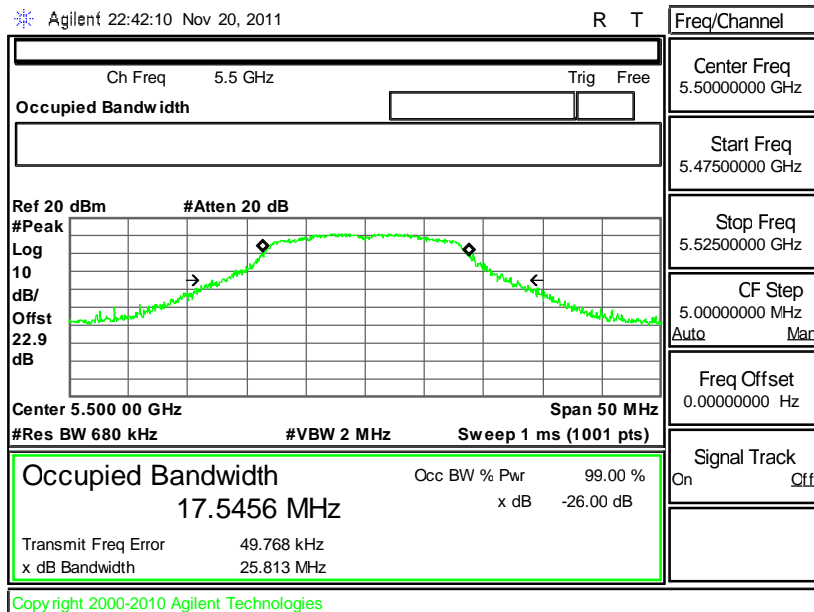 Agilent 22:42:10 Nov 20, 2011 R T
Freq/Channel
Ch Freq 5.5 GHz Trig Free
Occupied Bandwidth
Center Freq
5.50000000 GHz
Start Freq
5.47500000 GHz
Stop Freq
5.52500000 GHz
CF Step
5.00000000 MHz
Auto Man
Freq Offset
0.00000000 Hz
Signal Track
On Off
Ref 20 dBm #Atten 20 dB
#Peak
Log
10
dB/
Offst
22.9
dB
Center 5.500 00 GHz Span 50 MHz
#Res BW 680 kHz #VBW 2 MHz Sweep 1 ms (1001 pts)
Occupied Bandwidth Occ BW % Pwr 99.00 %
17.5456 MHz x dB -26.00 dB
Transmit Freq Error 49.768 kHz
x dB Bandwidth 25.813 MHz
Copyright 2000-2010 Agilent Technologies